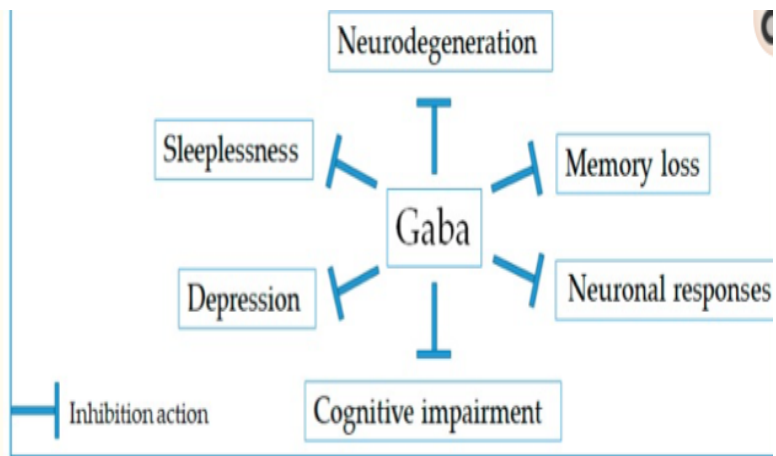 Neurodegeneration
Sleeplessness
Memory loss
Gaba
Depression
Neuronal responses
Inhibition action
Cognitive impairment